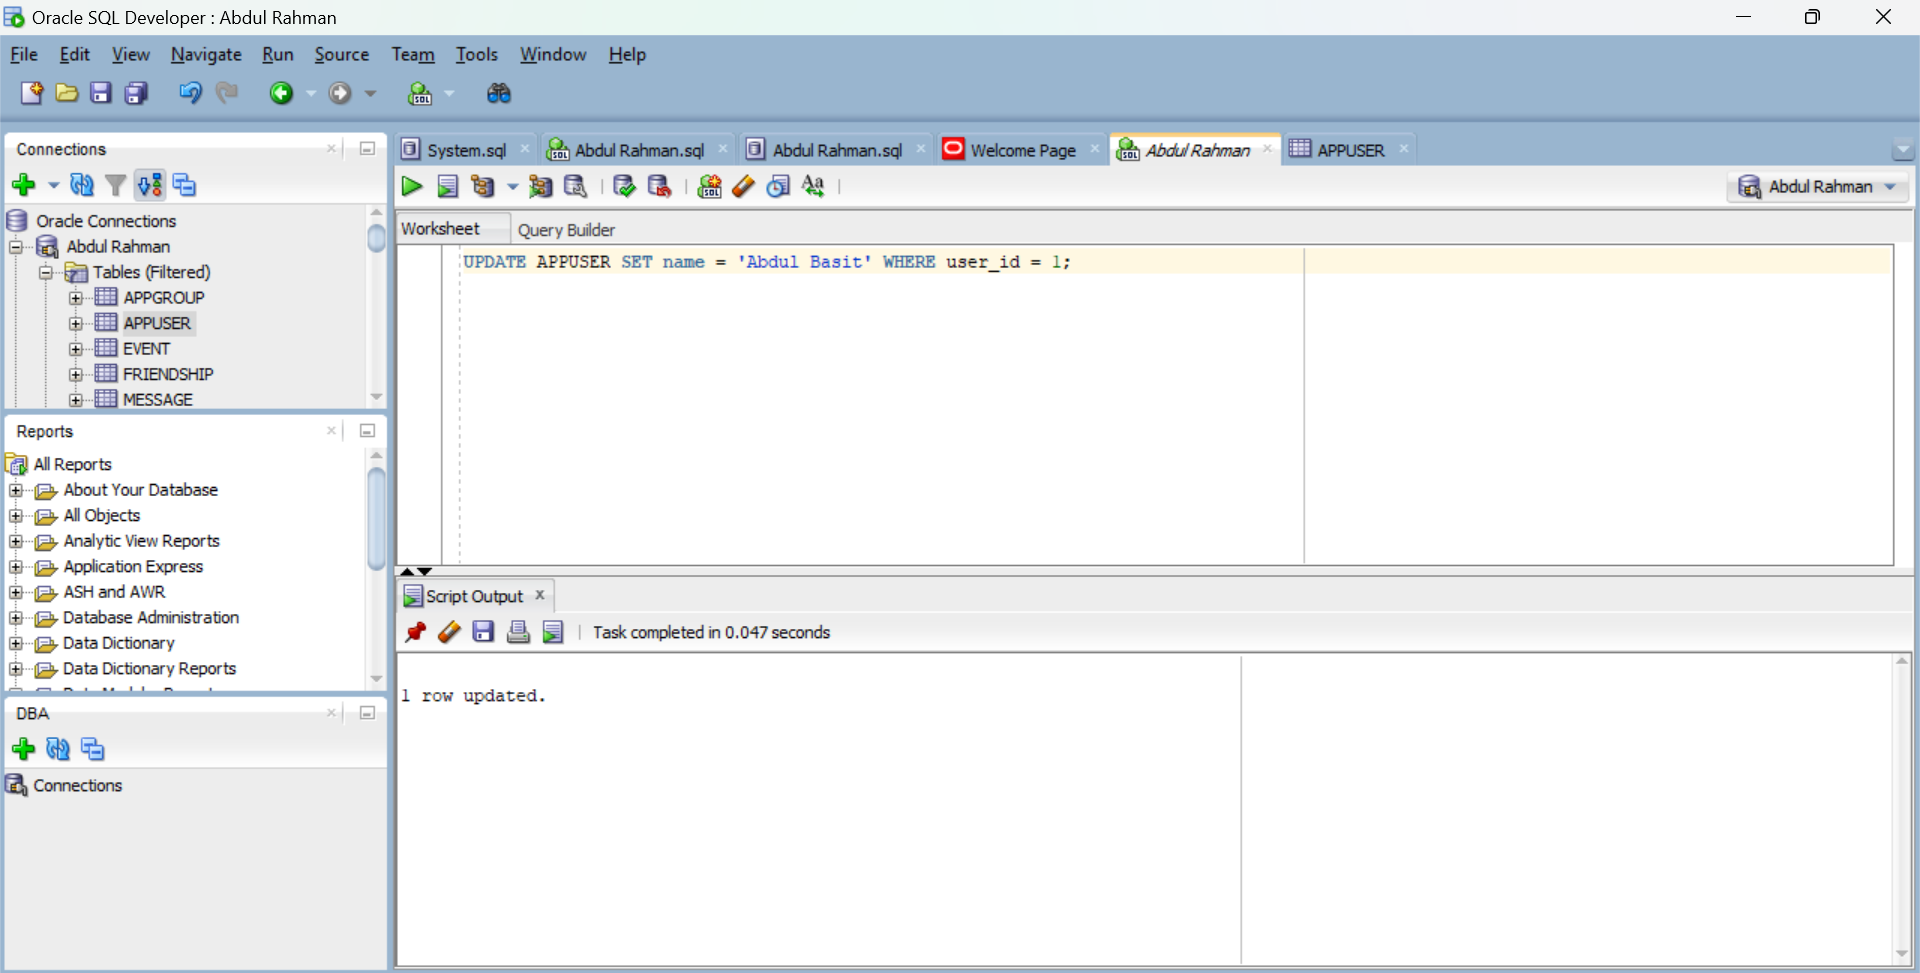 Oracle SQL Developer : Abdul Rahman
File Edit View Navigate Run Source Team Tools Window Help
Connections
Oracle Connections
Abdul Rahman
Tables (Filtered)
APPGROUP
APPUSER
EVENT
FRIENDSHIP
MESSAGE
Reports
All Reports
About Your Database
All Objects
Analytic View Reports
Application Express
ASH and AWR
Database Administration
Data Dictionary
Data Dictionary Reports
DBA
Connections
System.sql Abdul Rahman.sql Abdul Rahman.sql Welcome Page Abdul Rahman APPUSER
Abdul Rahman
Worksheet Query Builder
UPDATE APPUSER SET name = 'Abdul Basit' WHERE user_id = 1;
Script Output
Task completed in 0.047 seconds
1 row updated.